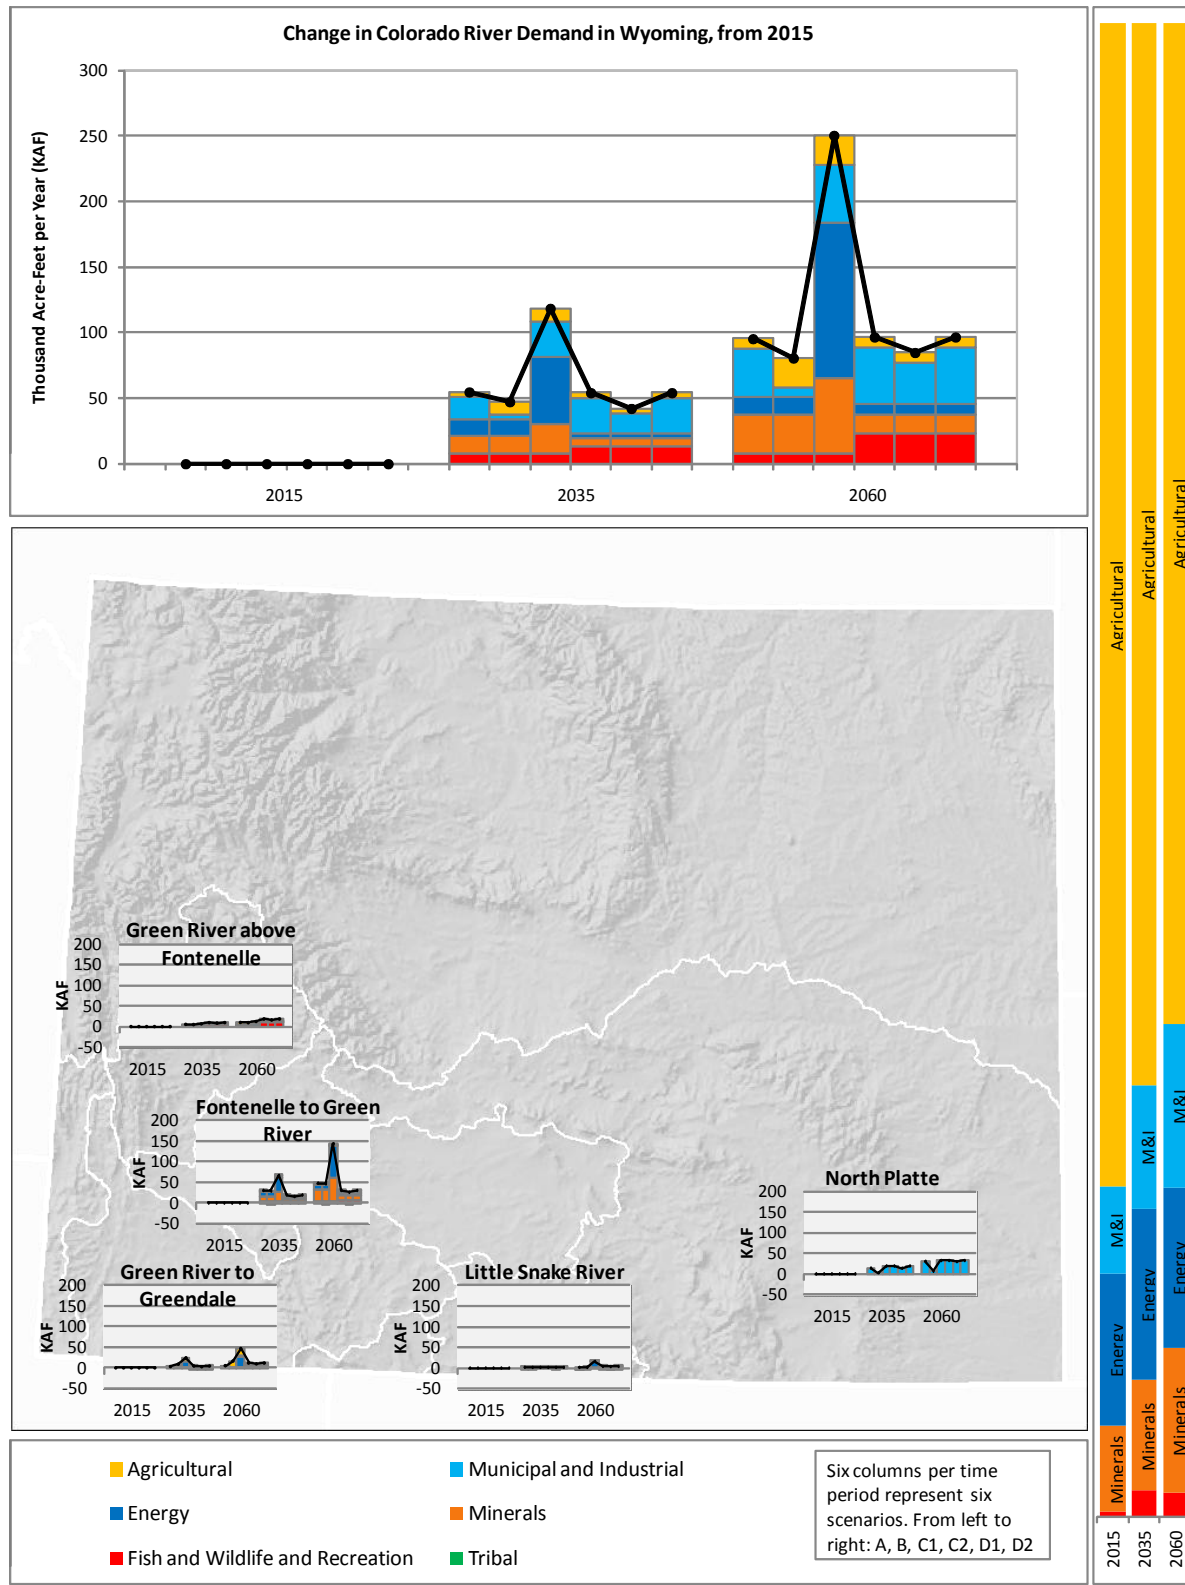 Change in Colorado River Demand in Wyoming, from 2015
Thousand Acre-Feet per Year (KAF)
300
250
200
150
100
50
0
2015
2035
2060
Green River above
Fontenelle
KAF
200
150
100
50
0
-50
2015
2035
2060
Fontenelle to Green
River
KAF
200
150
100
50
0
-50
2015
2035
2060
North Platte
KAF
200
150
100
50
0
-50
2015
2035
2060
Green River to
Greendale
KAF
200
150
100
50
0
-50
2015
2035
2060
Little Snake River
KAF
200
150
100
50
0
-50
2015
2035
2060
Agricultural
Municipal and Industrial
Energy
Minerals
Fish and Wildlife and Recreation
Tribal
Six columns per time
period represent six
scenarios. From left to
right: A, B, C1, C2, D1, D2
Agricultural
M&I
Energy
Minerals
2015
Agricultural
M&I
Energy
Minerals
2035
Agricultural
M&I
Energy
Minerals
2060